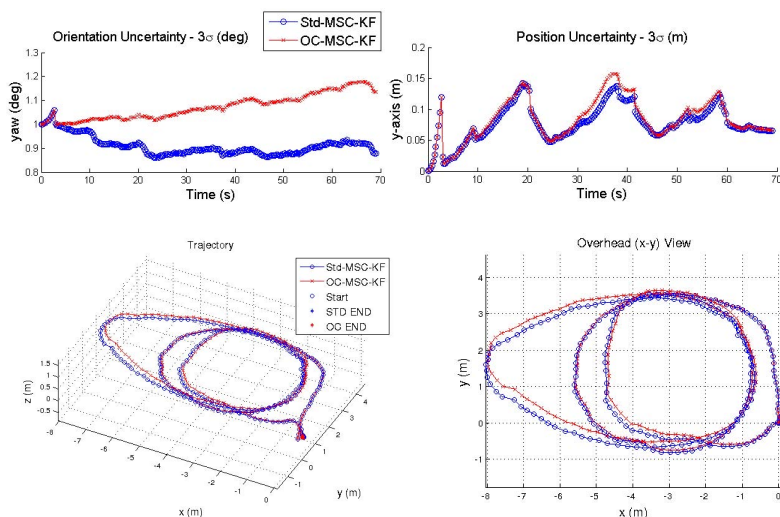 Orientation Uncertainty - 3σ (deg)
Std-MSC-KF
OC-MSC-KF
1.3
1.2
1.1
1
0.9
0.8
yaw (deg)
0 10 20 30 40 50 60 70
Time (s)
Position Uncertainty - 3σ (m)
0.2
0.15
0.1
0.05
0
y-axis (m)
0 10 20 30 40 50 60 70
Time (s)
Trajectory
Std-MSC-KF
OC-MSC-KF
Start
STD END
OC END
1.5
1
0.5
0
-0.5
z (m)
-8 -7 -6 -5 -4 -3 -2 -1 0
x (m)
-1 0 1 2 3 4
y (m)
Overhead (x-y) View
4
3
2
1
0
-1
y (m)
-8 -7 -6 -5 -4 -3 -2 -1 0
x (m)